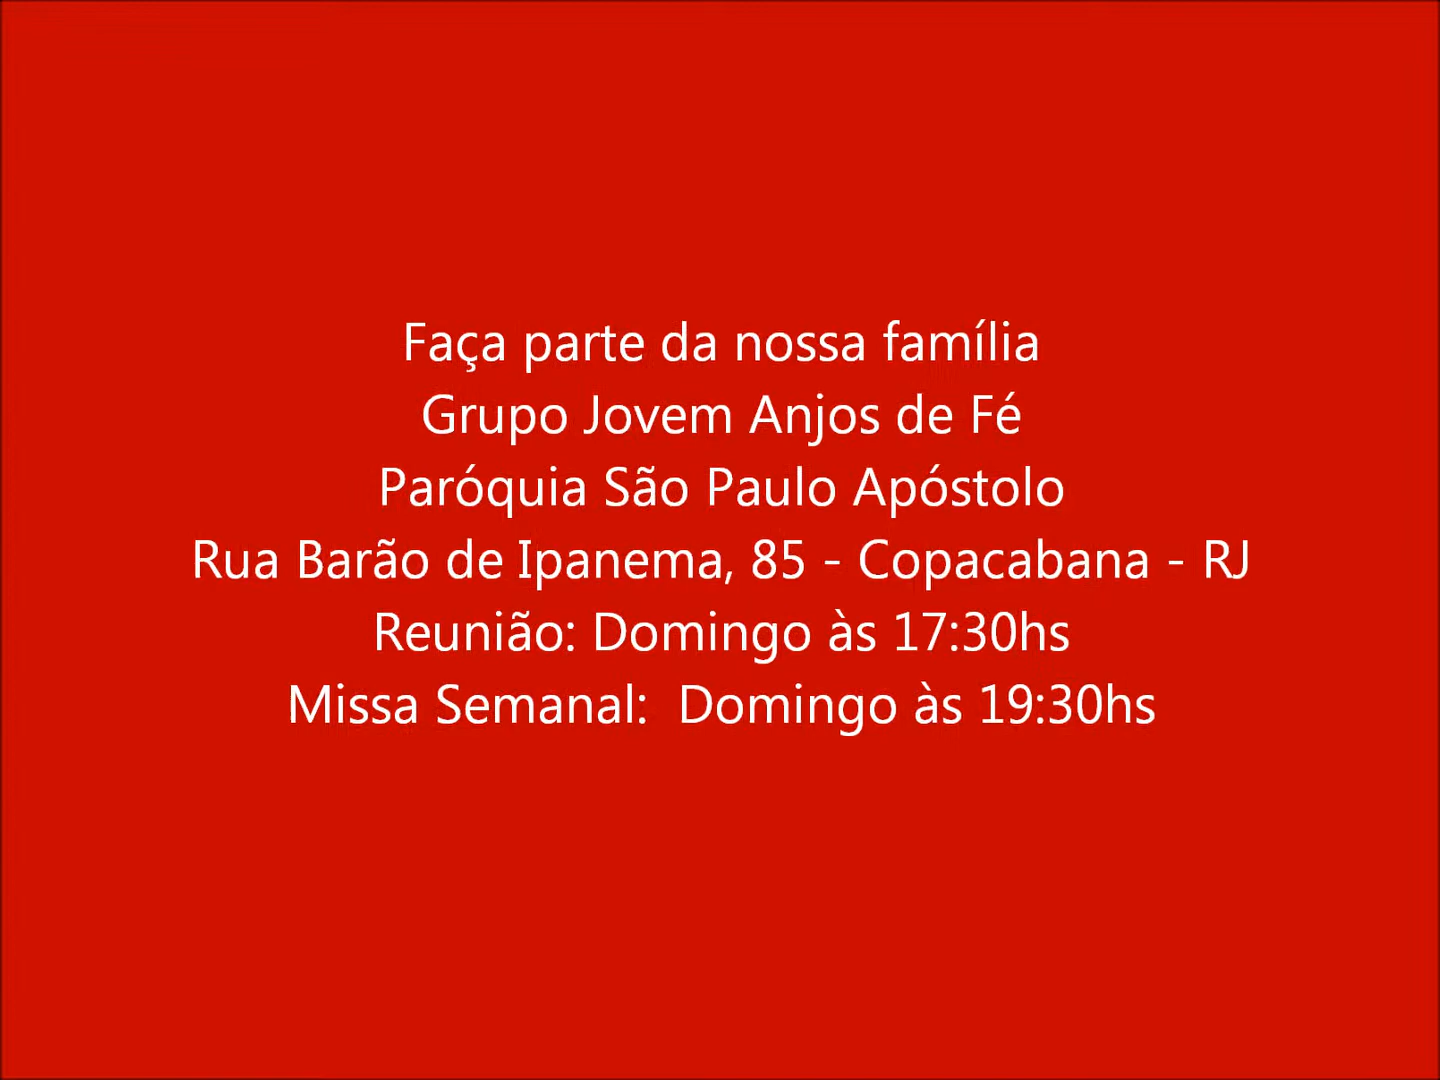 Faça parte da nossa família
Grupo Jovem Anjos de Fé
Paróquia São Paulo Apóstolo
Rua Barão de Ipanema, 85 - Copacabana - RJ
Reunião: Domingo às 17:30hs
Missa Semanal:  Domingo às 19:30hs